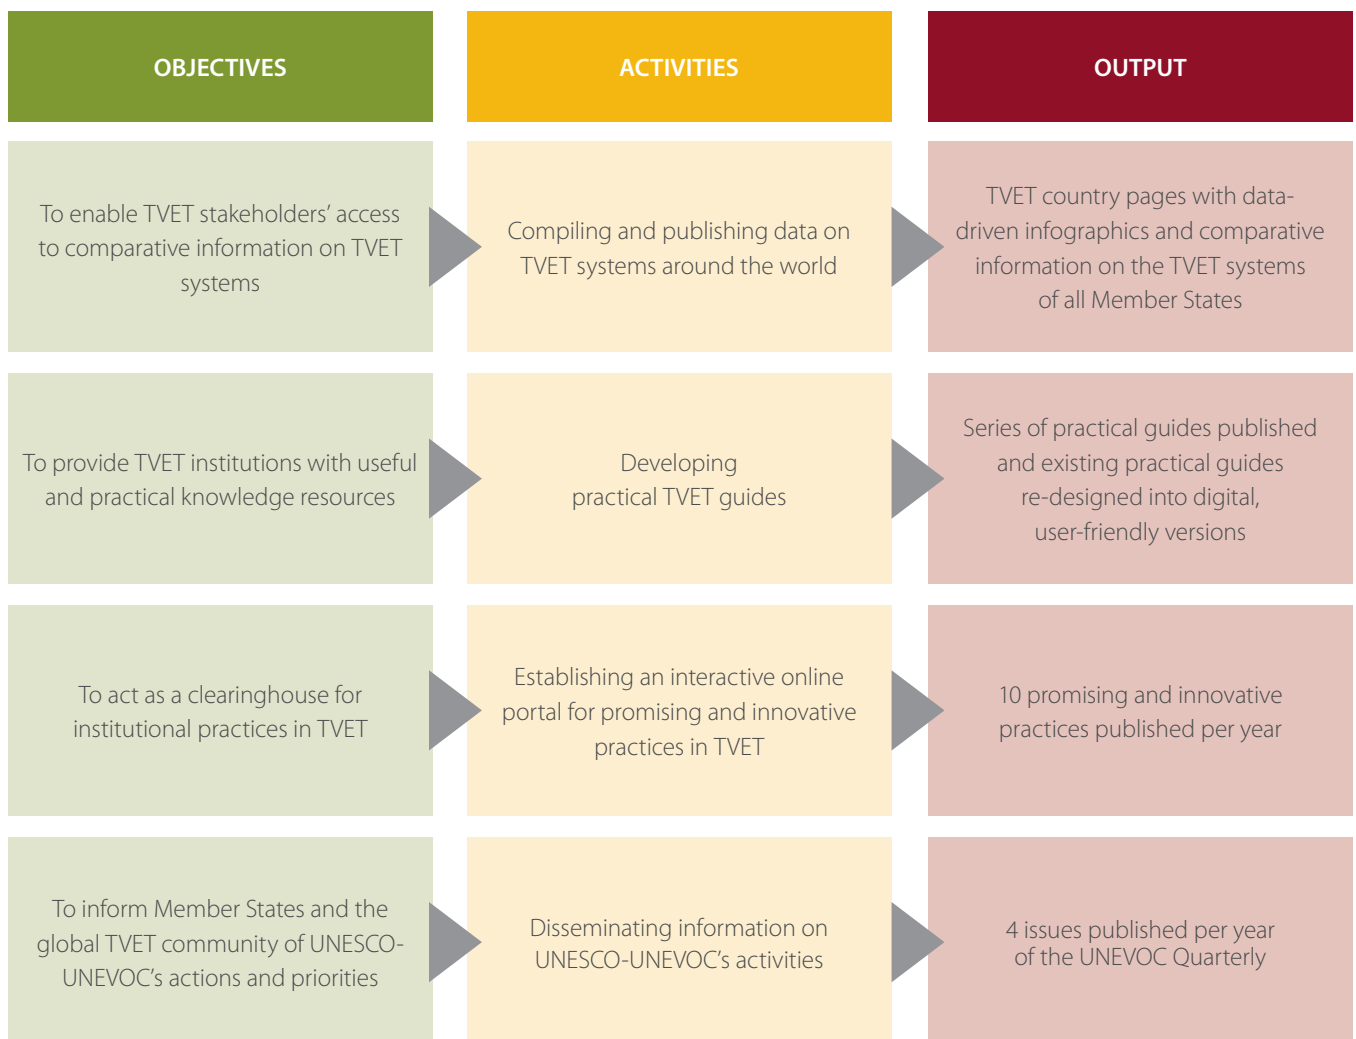 OBJECTIVES
ACTIVITIES
OUTPUT
To enable TVET stakeholders’ access
to comparative information on TVET
systems
Compiling and publishing data on
TVET systems around the world
TVET country pages with data-
driven infographics and comparative
information on the TVET systems
of all Member States
To provide TVET institutions with useful
and practical knowledge resources
Developing
practical TVET guides
Series of practical guides published
and existing practical guides
re-designed into digital,
user-friendly versions
To act as a clearinghouse for
institutional practices in TVET
Establishing an interactive online
portal for promising and innovative
practices in TVET
10 promising and innovative
practices published per year
To inform Member States and the
global TVET community of UNESCO-
UNEVOC’s actions and priorities
Disseminating information on
UNESCO-UNEVOC’s activities
4 issues published per year
of the UNEVOC Quarterly